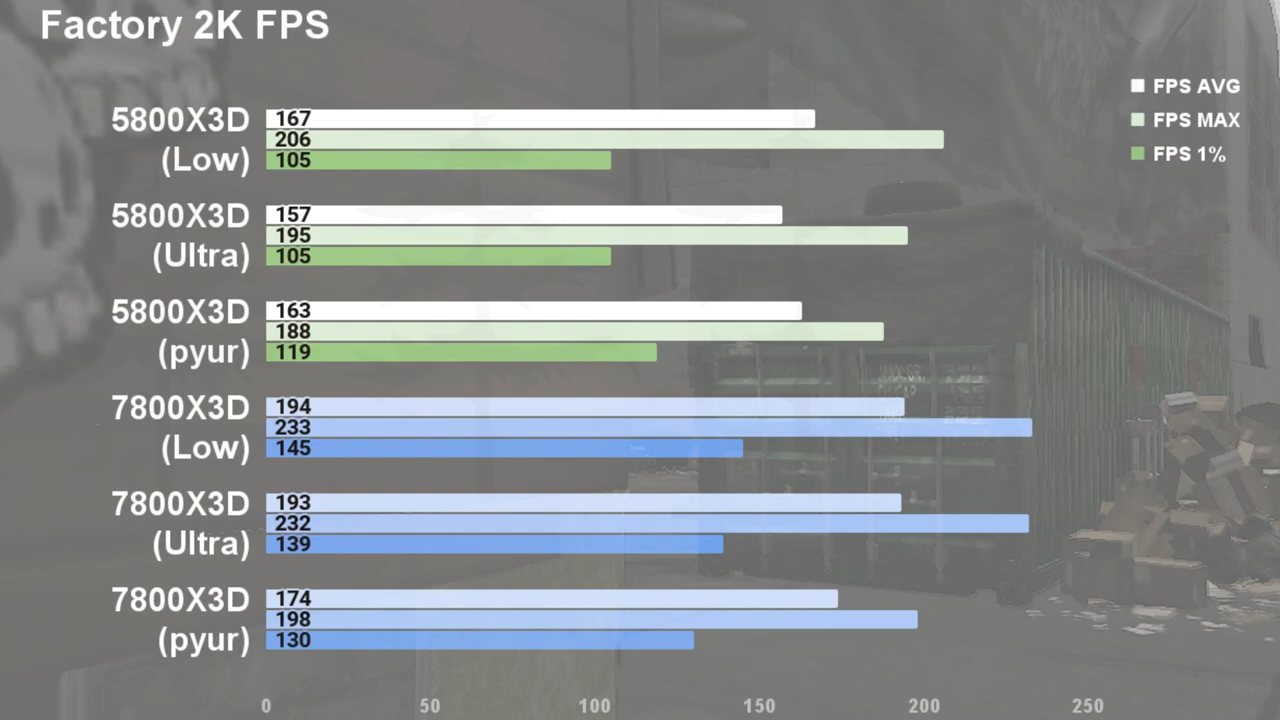 Factory 2K FPS
FPS AVG
FPS MAX
FPS 1%
5800X3D
(Low)
167
206
105
5800X3D
(Ultra)
157
195
105
5800X3D
(pyur)
163
188
119
7800X3D
(Low)
194
233
145
7800X3D
(Ultra)
193
232
139
7800X3D
(pyur)
174
198
130
0 50 100 150 200 250